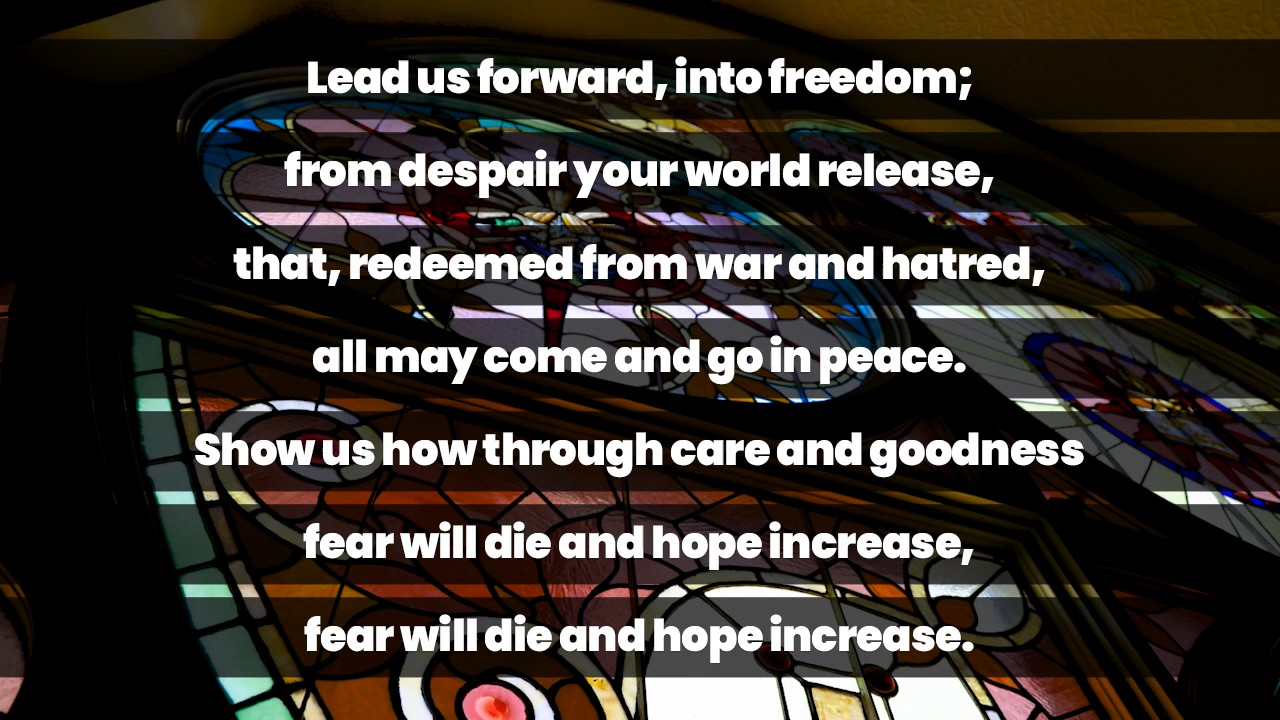 Lead us forward, into freedom;
from despair your world release,
that, redeemed from war and hatred,
all may come and go in peace.
Show us how through care and goodness
fear will die and hope increase,
fear will die and hope increase.